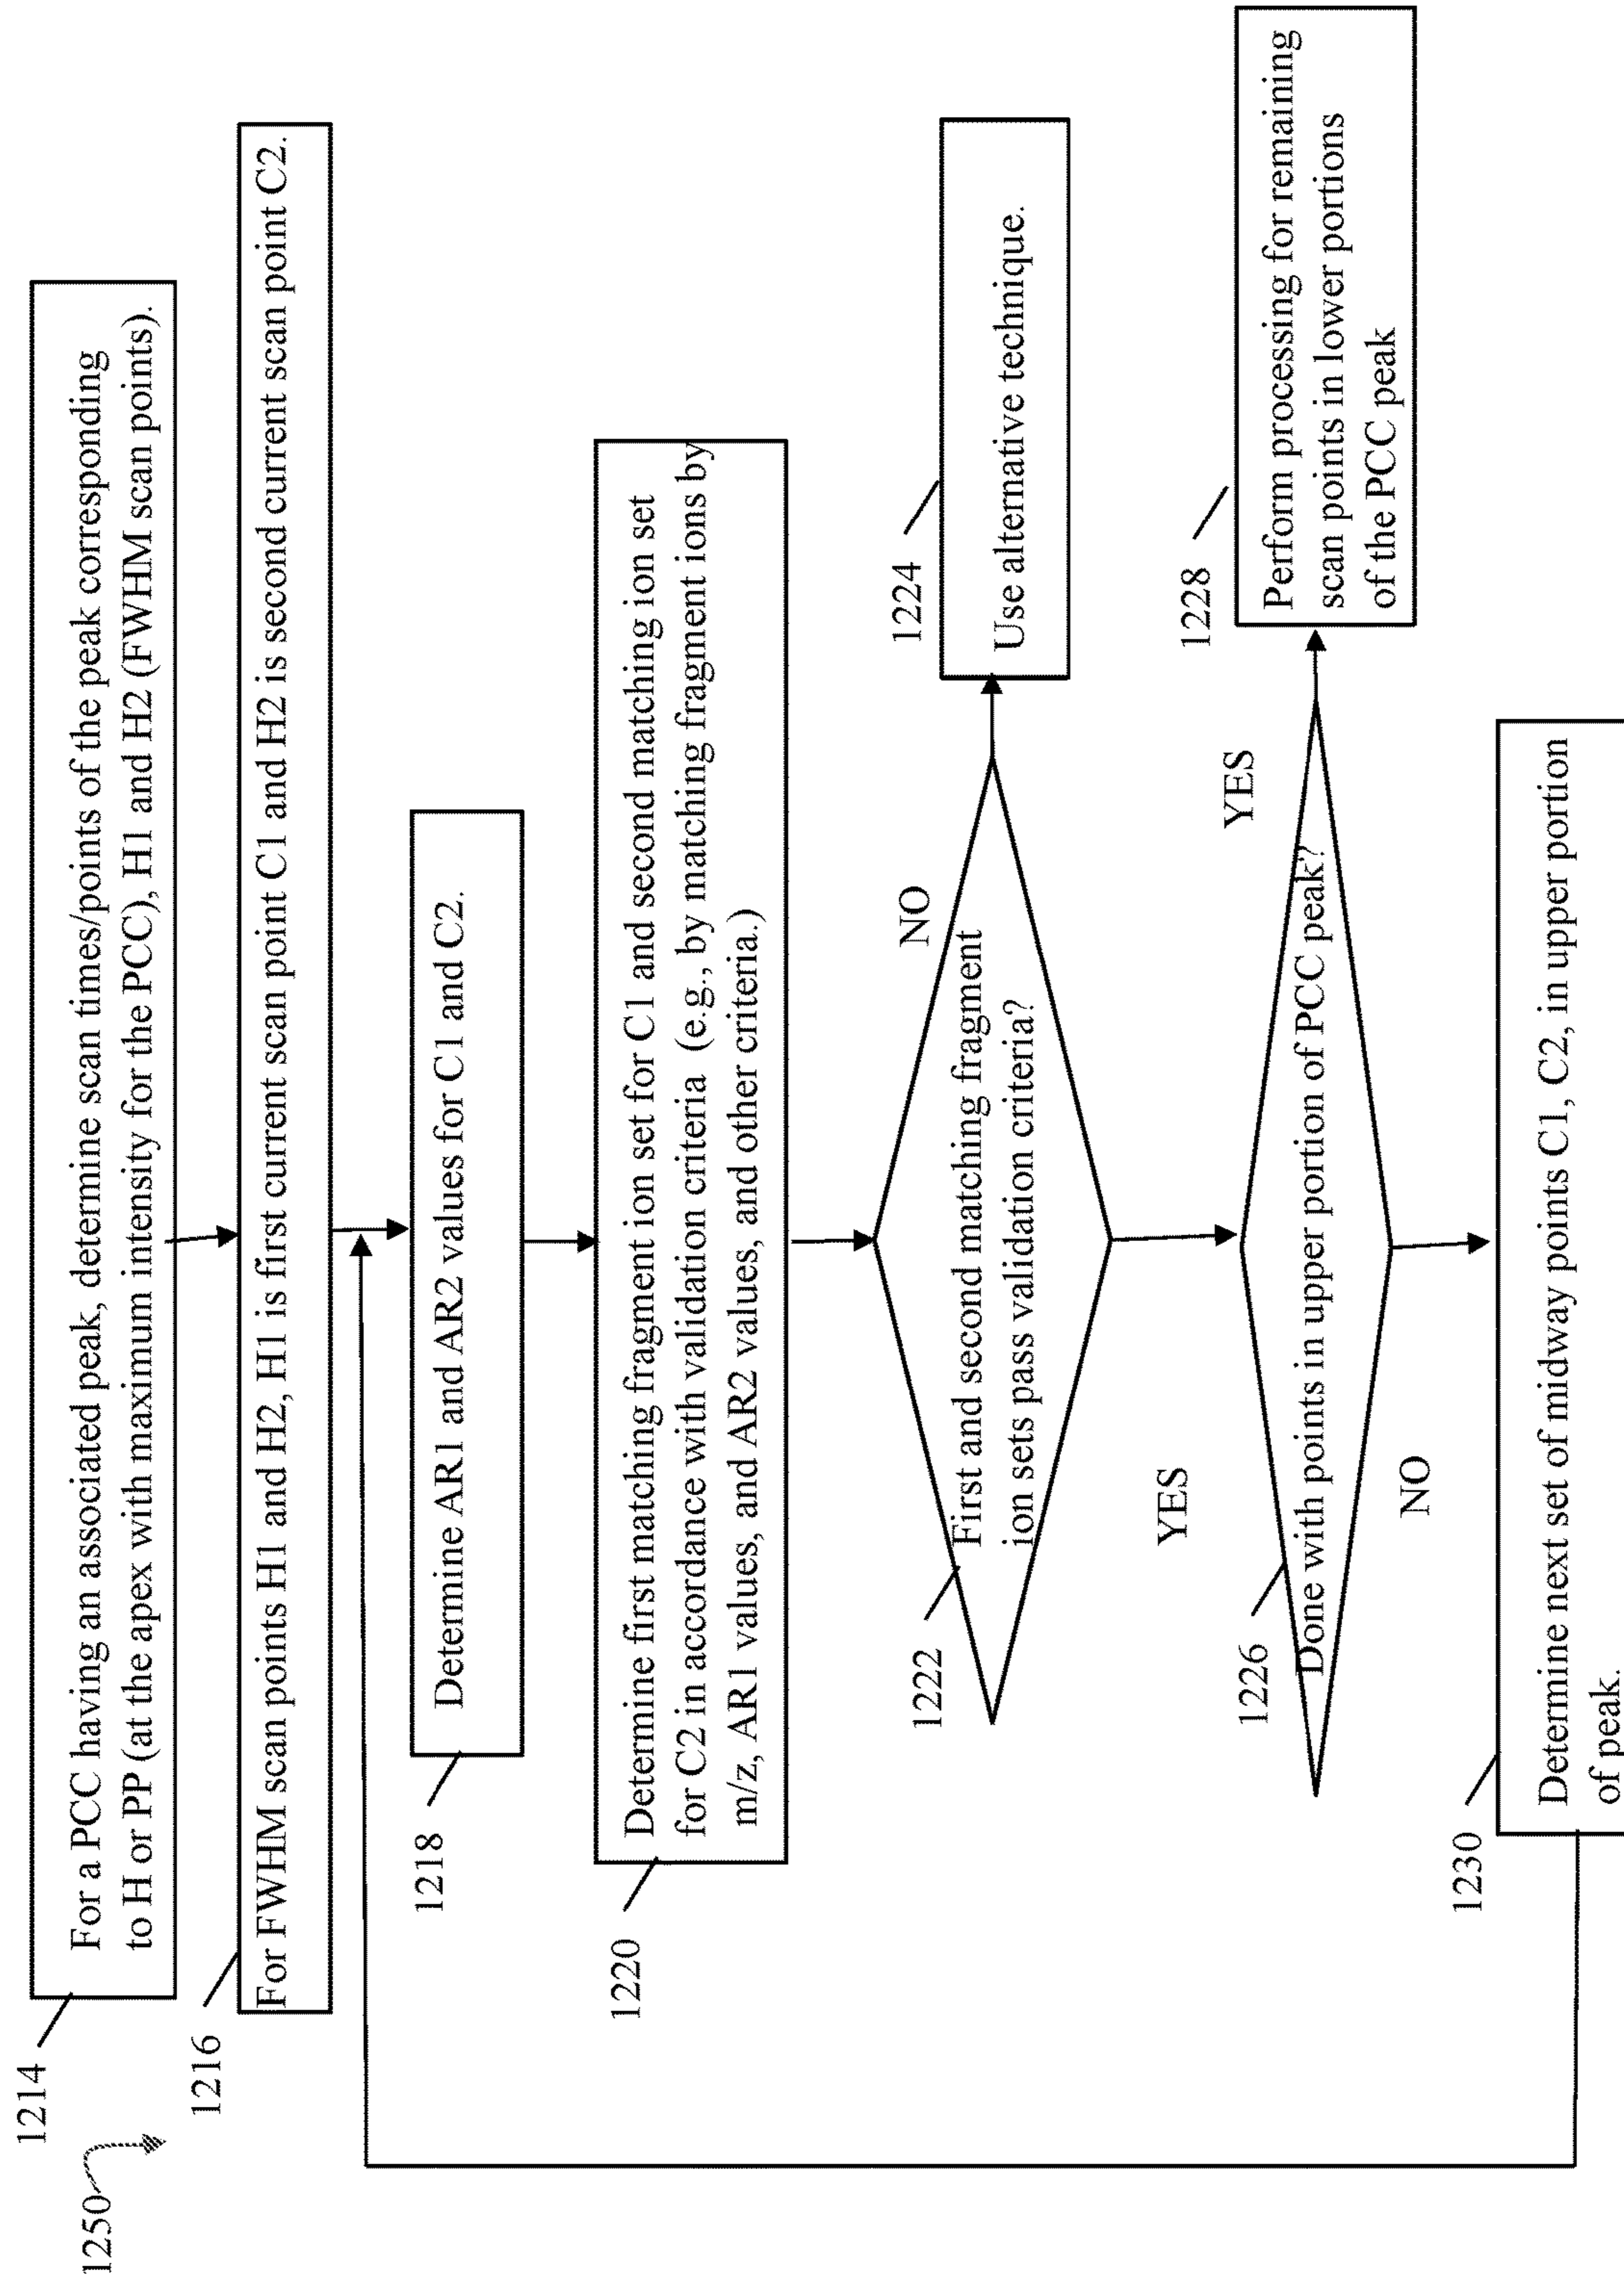 1250
1214
For a PCC having an associated peak, determine scan times/points of the peak corresponding
to H or PP (at the apex with maximum intensity for the PCC), H1 and H2 (FWHM scan points).
1216
For FWHM scan points H1 and H2, H1 is first current scan point C1 and H2 is second current scan point C2.
1218
Determine AR1 and AR2 values for C1 and C2.
1220
Determine first matching fragment ion set for C1 and second matching ion set
for C2 in accordance with validation criteria (e.g., by matching fragment ions by
m/z, AR1 values, and AR2 values, and other criteria.)
1222
First and second matching fragment
ion sets pass validation criteria?
NO
1224
Use alternative technique.
YES
1226
Done with points in upper portion of PCC peak?
YES
1228
Perform processing for remaining
scan points in lower portions
of the PCC peak
NO
1230
Determine next set of midway points C1, C2, in upper portion
of peak.